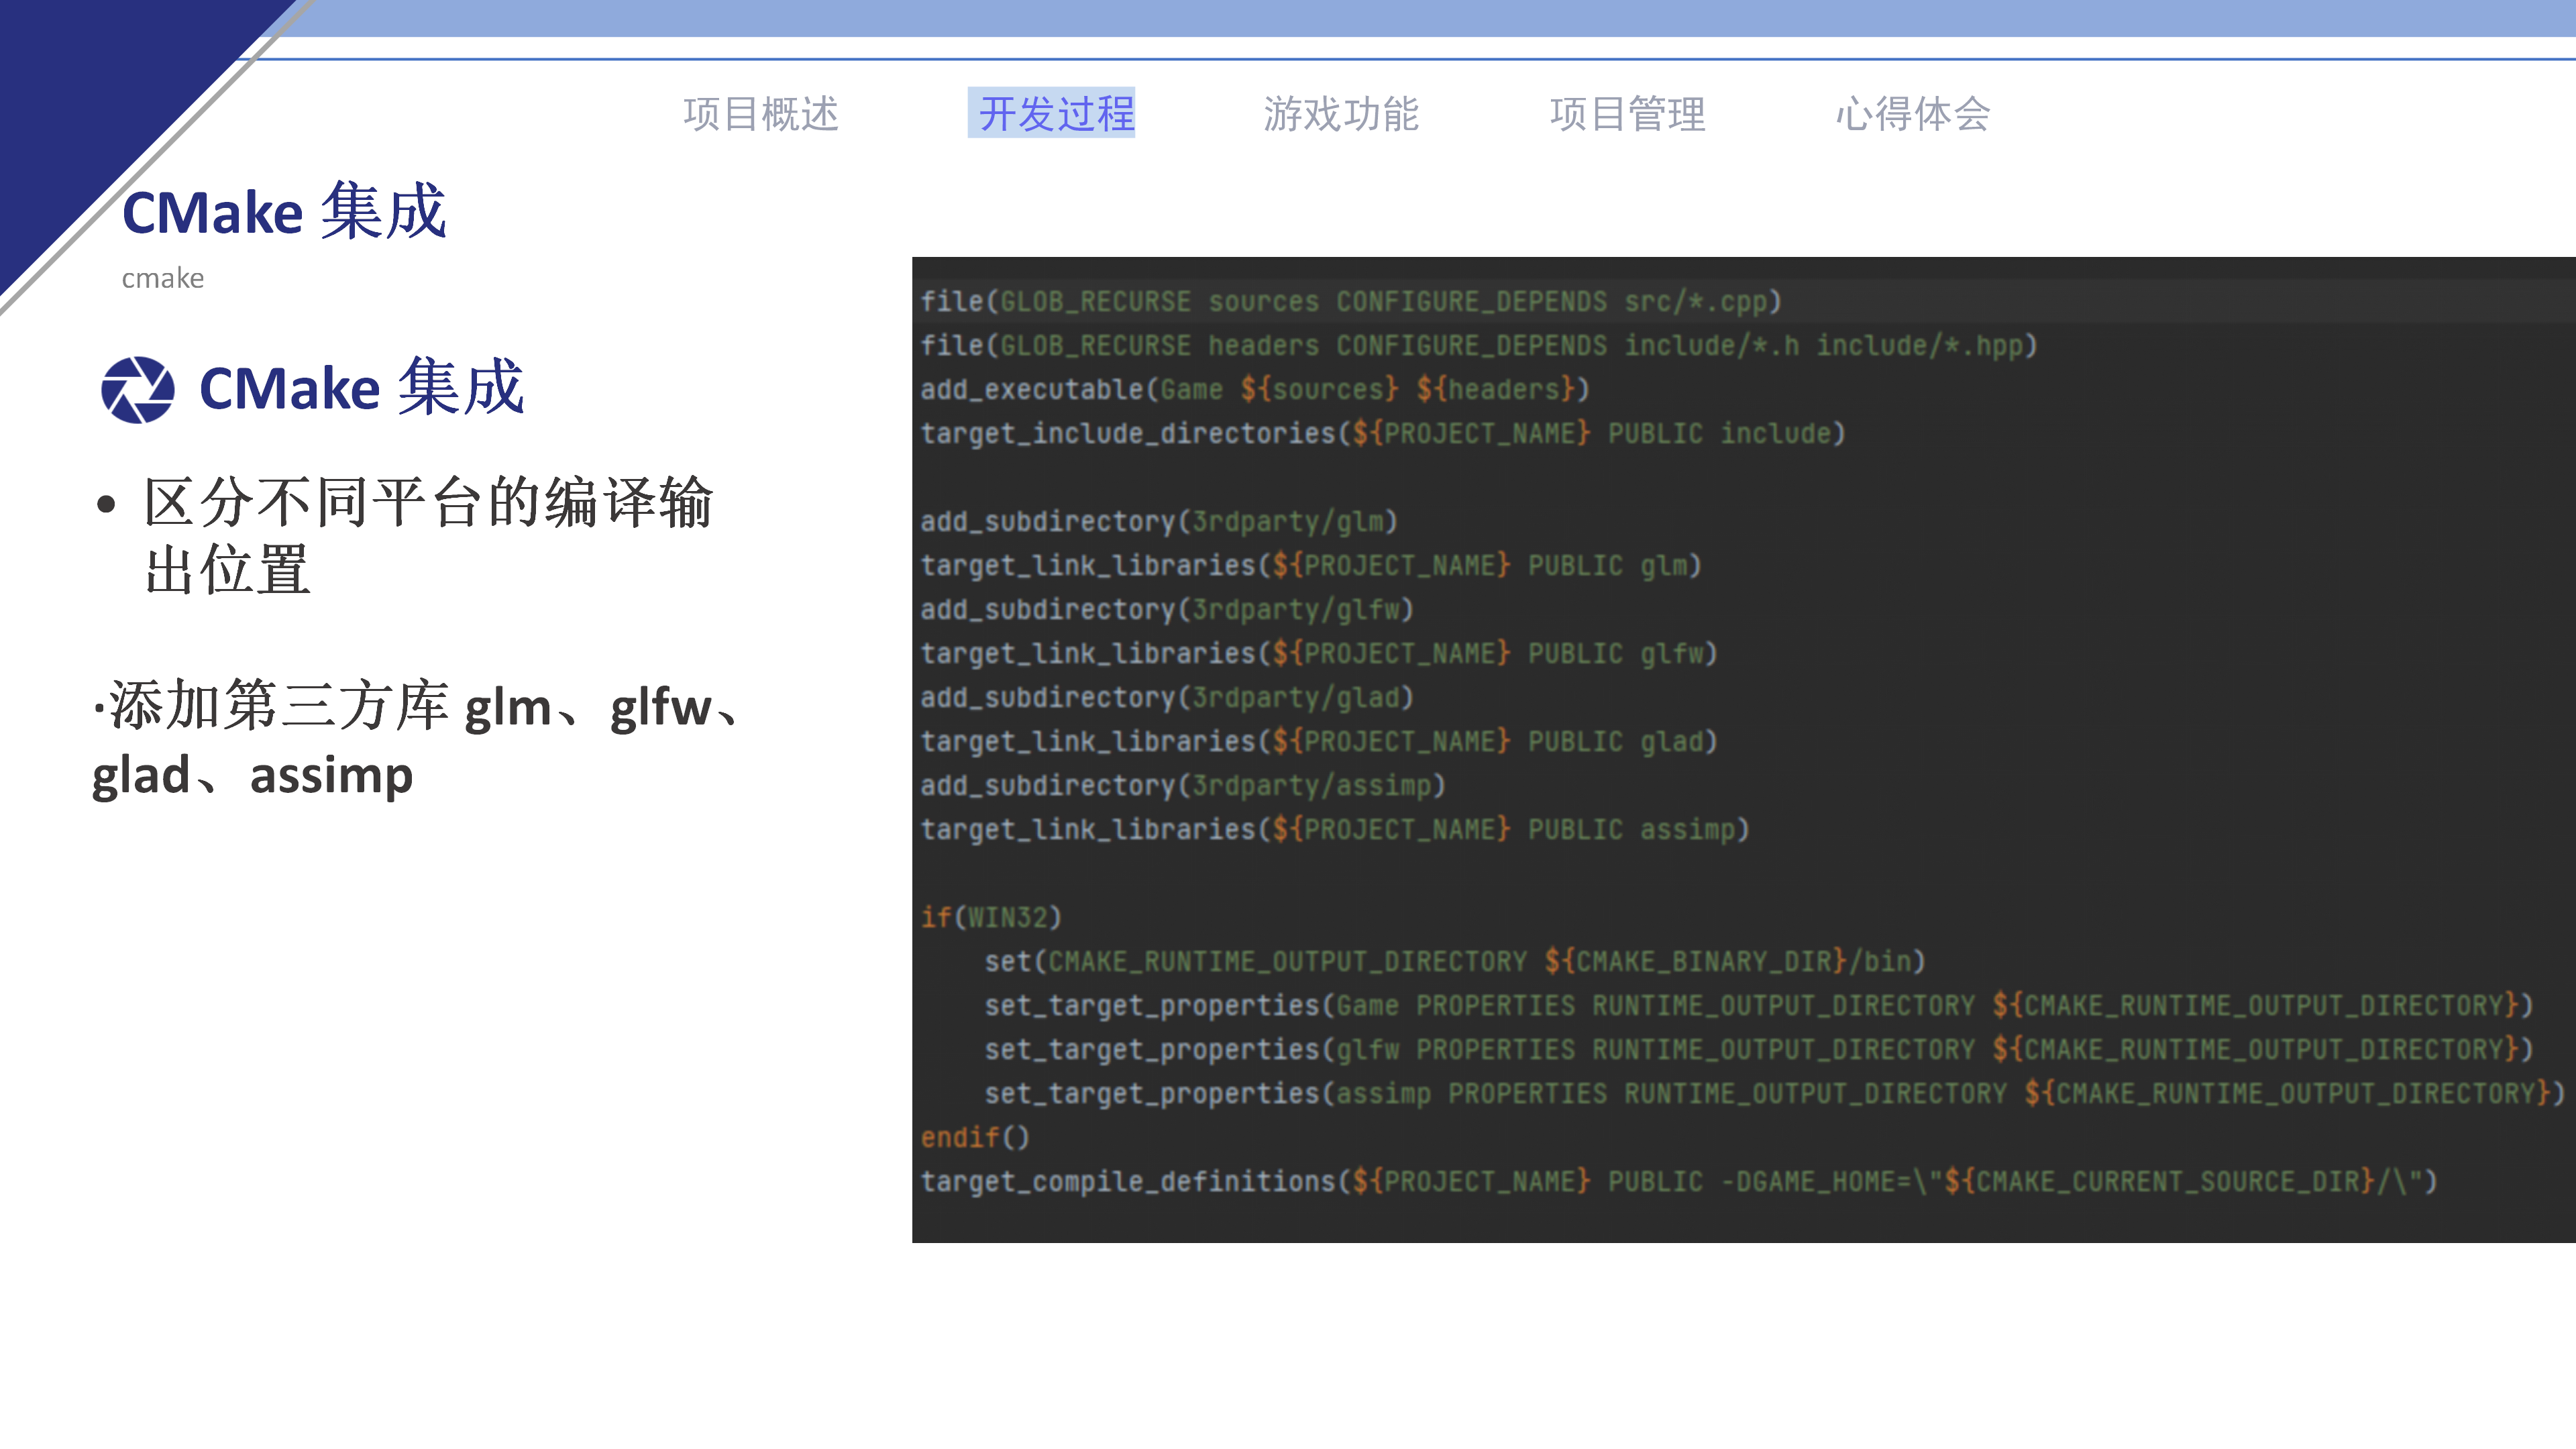 项目概述 开发过程 游戏功能 项目管理 心得体会
CMake 集成
cmake
CMake 集成
• 区分不同平台的编译输
出位置
·添加第三方库 glm、glfw、
glad、assimp
file(GLOB_RECURSE sources CONFIGURE_DEPENDS src/*.cpp)
file(GLOB_RECURSE headers CONFIGURE_DEPENDS include/*.h include/*.hpp)
add_executable(Game ${sources} ${headers})
target_include_directories(${PROJECT_NAME} PUBLIC include)
add_subdirectory(3rdparty/glm)
target_link_libraries(${PROJECT_NAME} PUBLIC glm)
add_subdirectory(3rdparty/glfw)
target_link_libraries(${PROJECT_NAME} PUBLIC glfw)
add_subdirectory(3rdparty/glad)
target_link_libraries(${PROJECT_NAME} PUBLIC glad)
add_subdirectory(3rdparty/assimp)
target_link_libraries(${PROJECT_NAME} PUBLIC assimp)
if(WIN32)
    set(CMAKE_RUNTIME_OUTPUT_DIRECTORY ${CMAKE_BINARY_DIR}/bin)
    set_target_properties(Game PROPERTIES RUNTIME_OUTPUT_DIRECTORY ${CMAKE_RUNTIME_OUTPUT_DIRECTORY})
    set_target_properties(glfw PROPERTIES RUNTIME_OUTPUT_DIRECTORY ${CMAKE_RUNTIME_OUTPUT_DIRECTORY})
    set_target_properties(assimp PROPERTIES RUNTIME_OUTPUT_DIRECTORY ${CMAKE_RUNTIME_OUTPUT_DIRECTORY})
endif()
target_compile_definitions(${PROJECT_NAME} PUBLIC -DGAME_HOME=\"${CMAKE_CURRENT_SOURCE_DIR}/\")